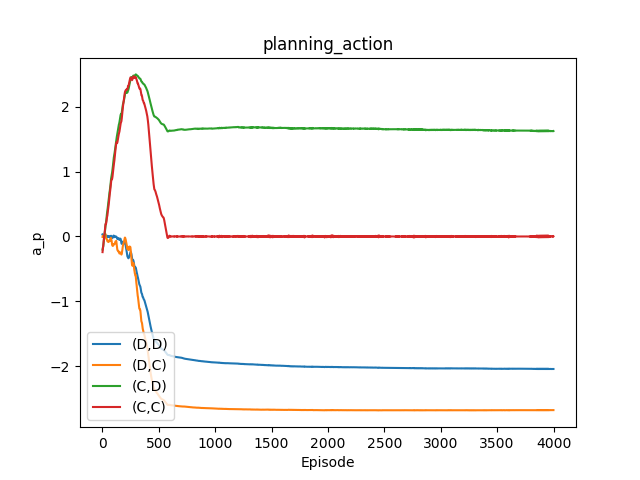 planning_action
a_p
2
1
0
−1
−2
(D,D)
(D,C)
(C,D)
(C,C)
0 500 1000 1500 2000 2500 3000 3500 4000
Episode